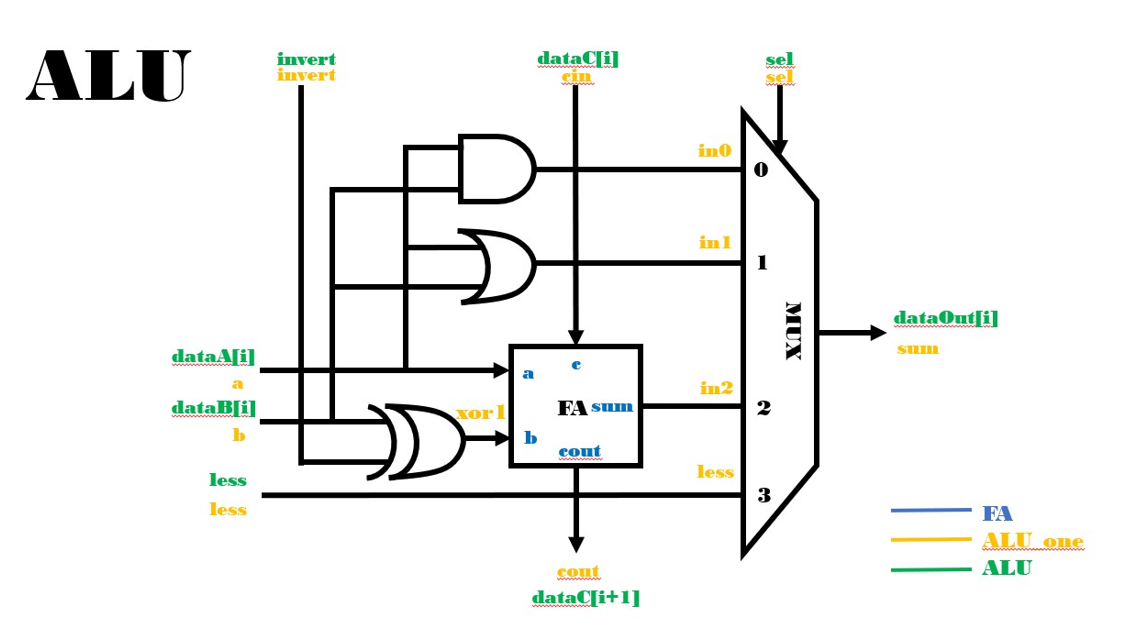 ALU
invert
invert
dataC[i]
cin
sel
sel
in0
0
in1
1
MUX
dataOut[i]
sum
dataA[i]
a
dataB[i]
b
xor1
a
c
FA
sum
b
cout
in2
2
less
less
less
3
cout
dataC[i+1]
FA
ALU_one
ALU